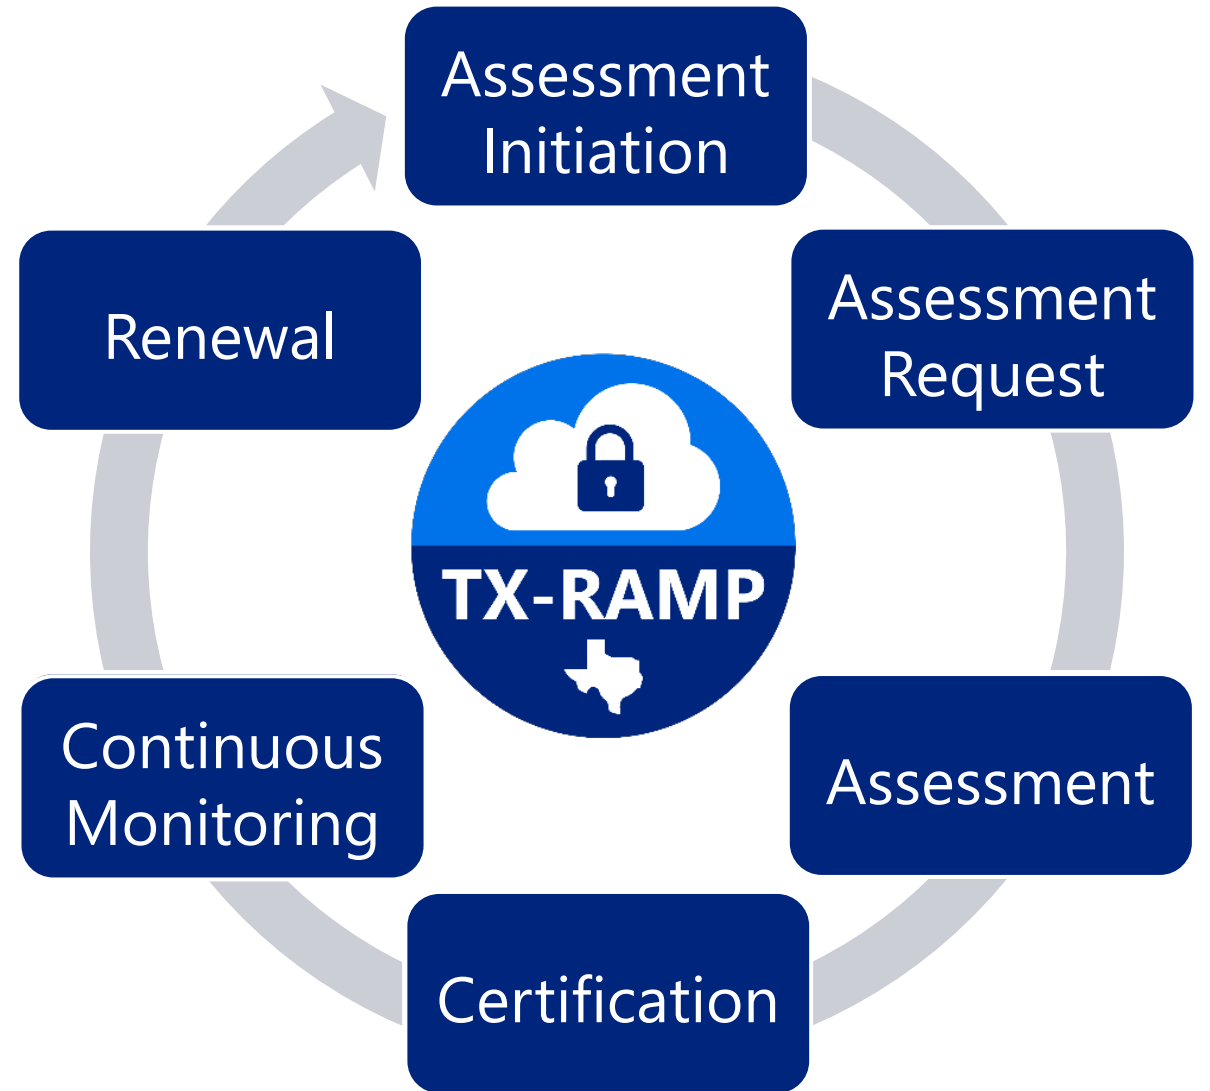 Assessment
Initiation
Assessment
Request
Assessment
Certification
Continuous
Monitoring
Renewal
TX-RAMP